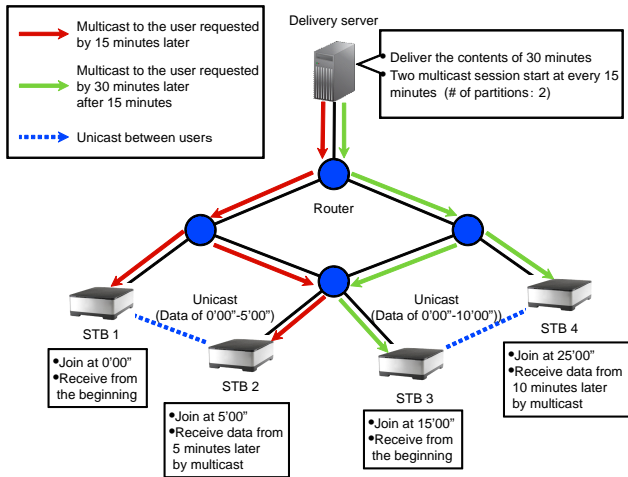 Multicast to the user requested
by 15 minutes later
Multicast to the user requested
by 30 minutes later
after 15 minutes
Unicast between users
Delivery server
• Deliver the contents of 30 minutes
• Two multicast session start at every 15
minutes (# of partitions: 2)
Router
Unicast
(Data of 0'00"-5'00")
Unicast
(Data of 0'00"-10'00"))
STB 1
•Join at 0'00"
•Receive from
the beginning
STB 2
•Join at 5'00"
•Receive data from
5 minutes later
by multicast
STB 3
•Join at 15'00"
•Receive from
the beginning
STB 4
•Join at 25'00"
•Receive data from
10 minutes later
by multicast